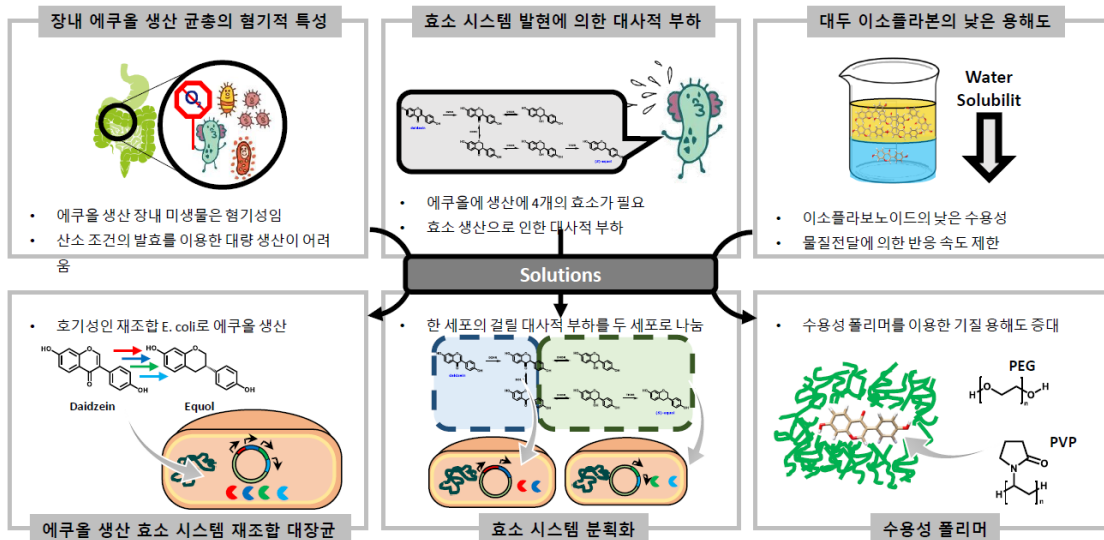 장내 에쿠올 생산 균총의 혐기적 특성
효소 시스템 발현에 의한 대사적 부하
대두 이소플라본의 낮은 용해도
daidzein
(S)-equol
Water
Solubilit
• 에쿠올 생산 장내 미생물은 혐기성임
• 산소 조건의 발효를 이용한 대량 생산이 어려
움
• 에쿠올에 생산에 4개의 효소가 필요
• 효소 생산으로 인한 대사적 부하
• 이소플라보노이드의 낮은 수용성
• 물질전달에 의한 반응 속도 제한
Solutions
• 호기성인 재조합 E. coli로 에쿠올 생산
HO
O
O
OH
Daidzein
HO
O
OH
Equol
에쿠올 생산 효소 시스템 재조합 대장균
• 한 세포의 걸릴 대사적 부하를 두 세포로 나눔
daidzein
(S)-equol
효소 시스템 분획화
• 수용성 폴리머를 이용한 기질 용해도 증대
PEG
H
O
n
O
H
PVP
N
O
H
H
n
수용성 폴리머